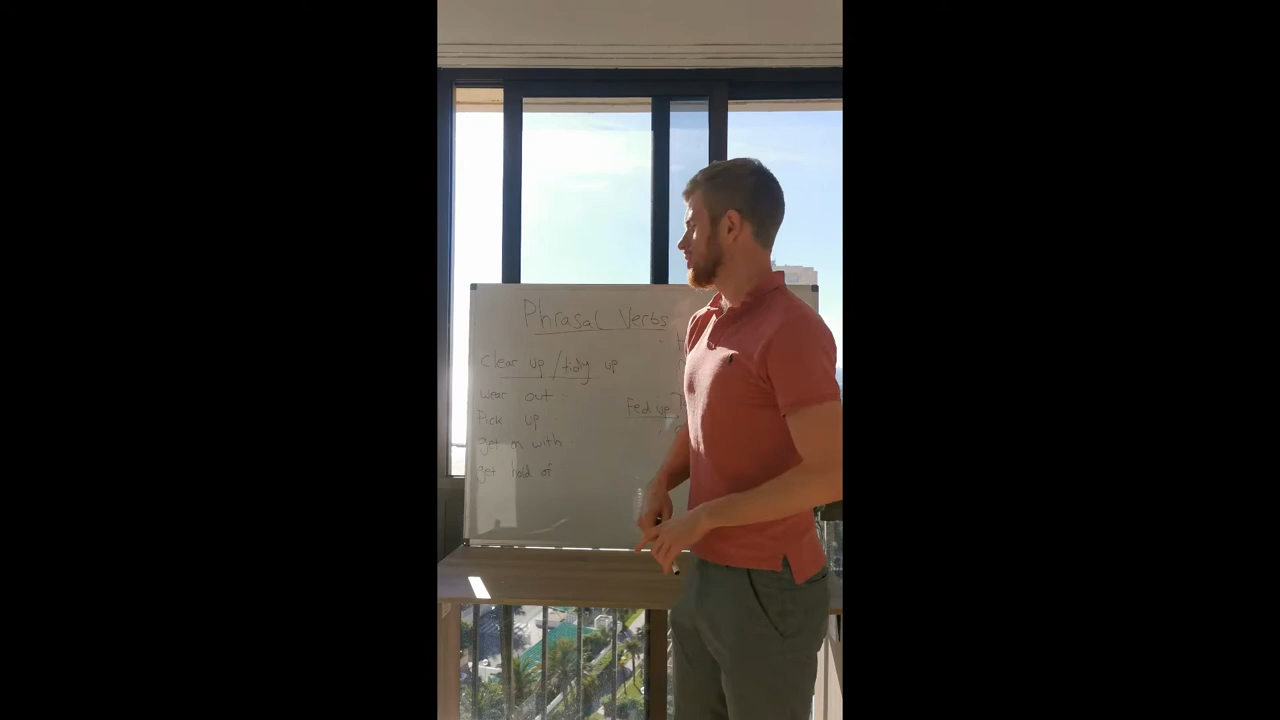 Phrasal Verbs
clear up / tidy up
wear out
Pick up
get on with
get hold of
Fed up